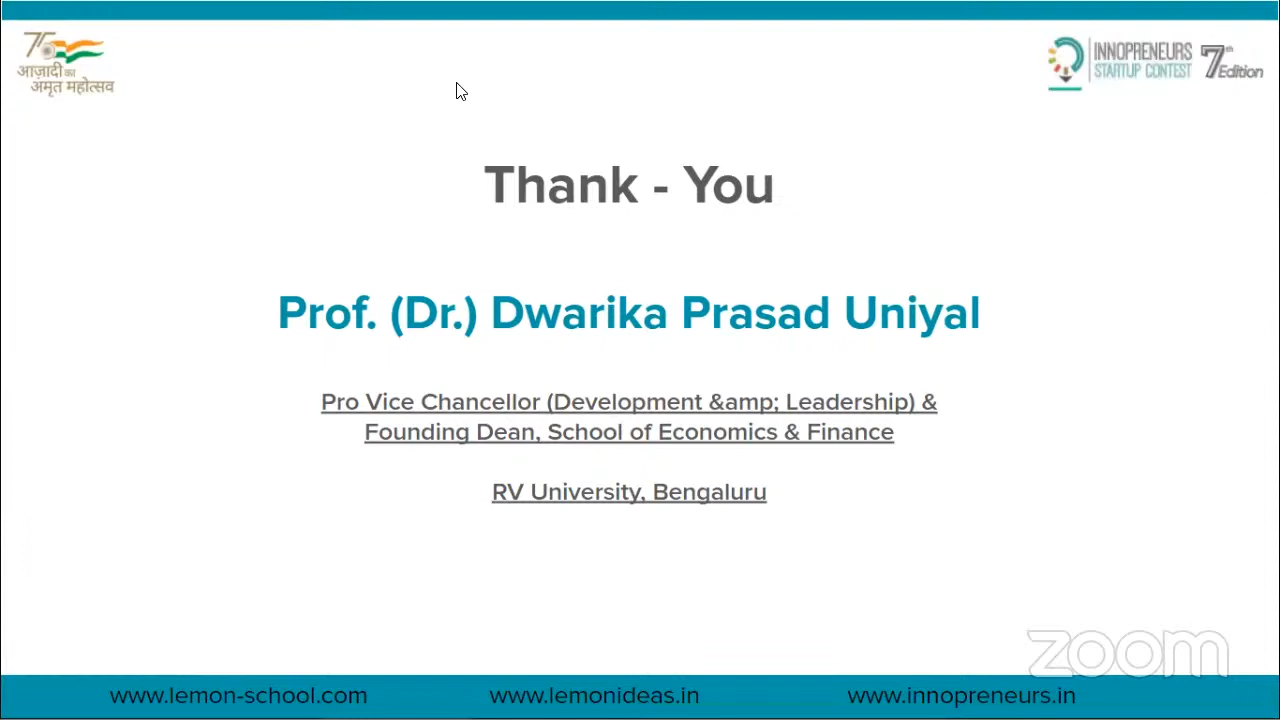 75
आज़ादी का
अमृत महोत्सव
INNOPRENEURS
STARTUP CONTEST
7th Edition
Thank - You
Prof. (Dr.) Dwarika Prasad Uniyal
Pro Vice Chancellor (Development &amp; Leadership) &
Founding Dean, School of Economics & Finance
RV University, Bengaluru
zoom
www.lemon-school.com www.lemonideas.in www.innopreneurs.in